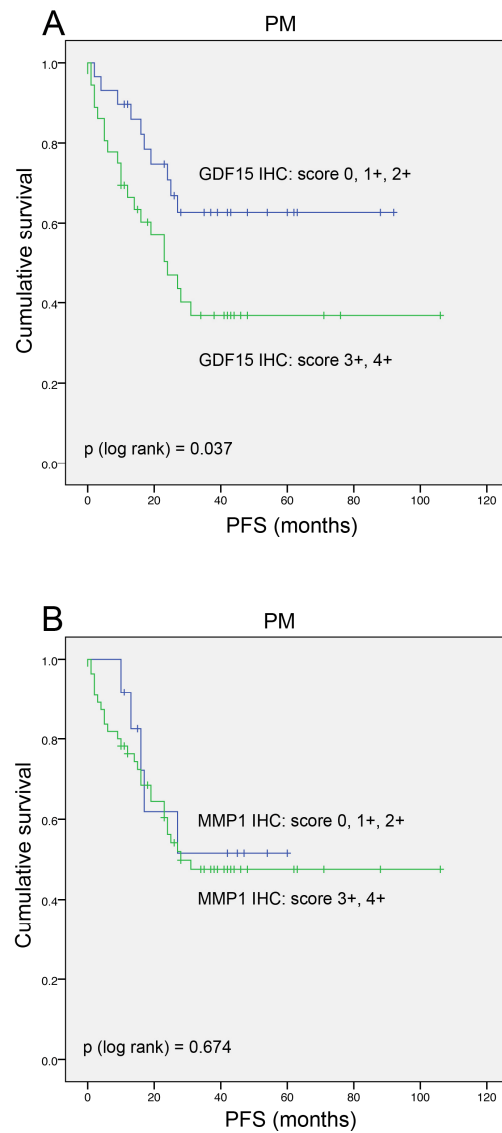 A
PM
Cumulative survival
1.0
0.8
0.6
0.4
0.2
0.0
GDF15 IHC: score 0, 1+, 2+
GDF15 IHC: score 3+, 4+
p (log rank) = 0.037
0 20 40 60 80 100 120
PFS (months)
B
PM
Cumulative survival
1.0
0.8
0.6
0.4
0.2
0.0
MMP1 IHC: score 0, 1+, 2+
MMP1 IHC: score 3+, 4+
p (log rank) = 0.674
0 20 40 60 80 100 120
PFS (months)